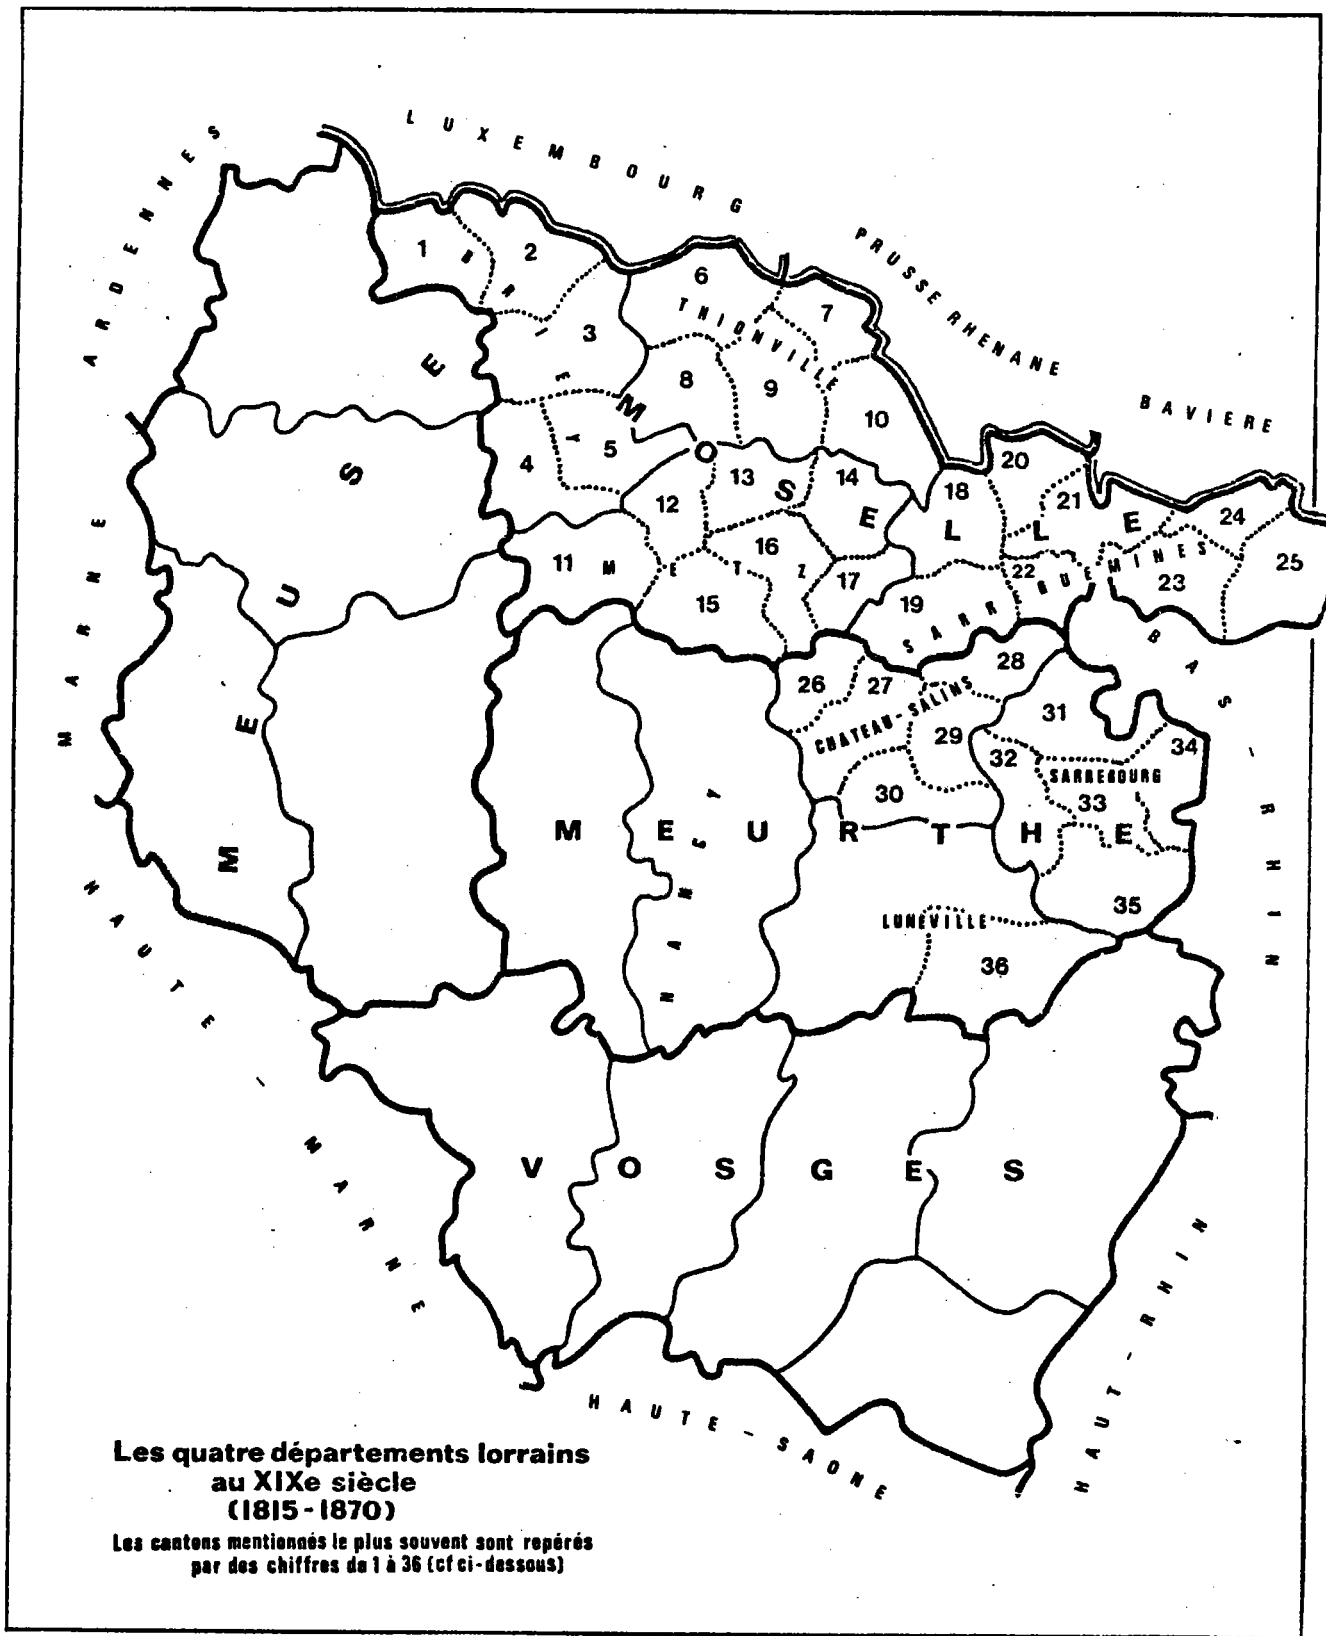 LUXEMBOURG
PRUSSE RHENANE
BAVIERE
ARDENNES
MARNE
HAUTE-MARNE
HAUTE-SAONE
HAUT-RHIN
BAS-RHIN
MEUSE
MOSELLE
MEURTHE
VOSGES
BRIEY
THIONVILLE
METZ
SARREGUEMINES
CHATEAU-SALINS
SARREBOURG
NANCY
LUNEVILLE
1
2
3
4
5
6
7
8
9
10
11
12
13
14
15
16
17
18
19
20
21
22
23
24
25
26
27
28
29
30
31
32
33
34
35
36
Les quatre départements lorrains
au XIXe siècle
(1815-1870)
Les cantons mentionnés le plus souvent sont repérés
par des chiffres de 1 à 36 (cf ci-dessous)